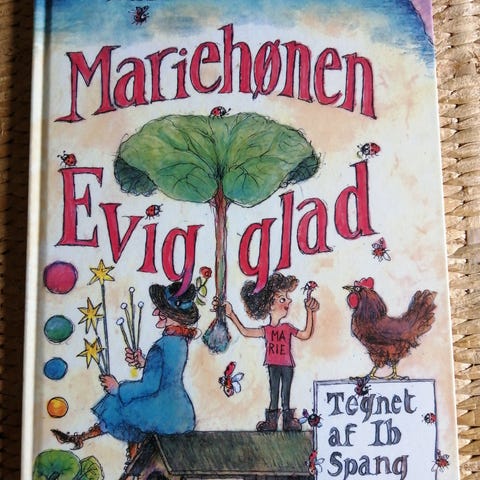 Mariehønen
Evig glad
MA
RIE
Tegnet
af Ib
Spang